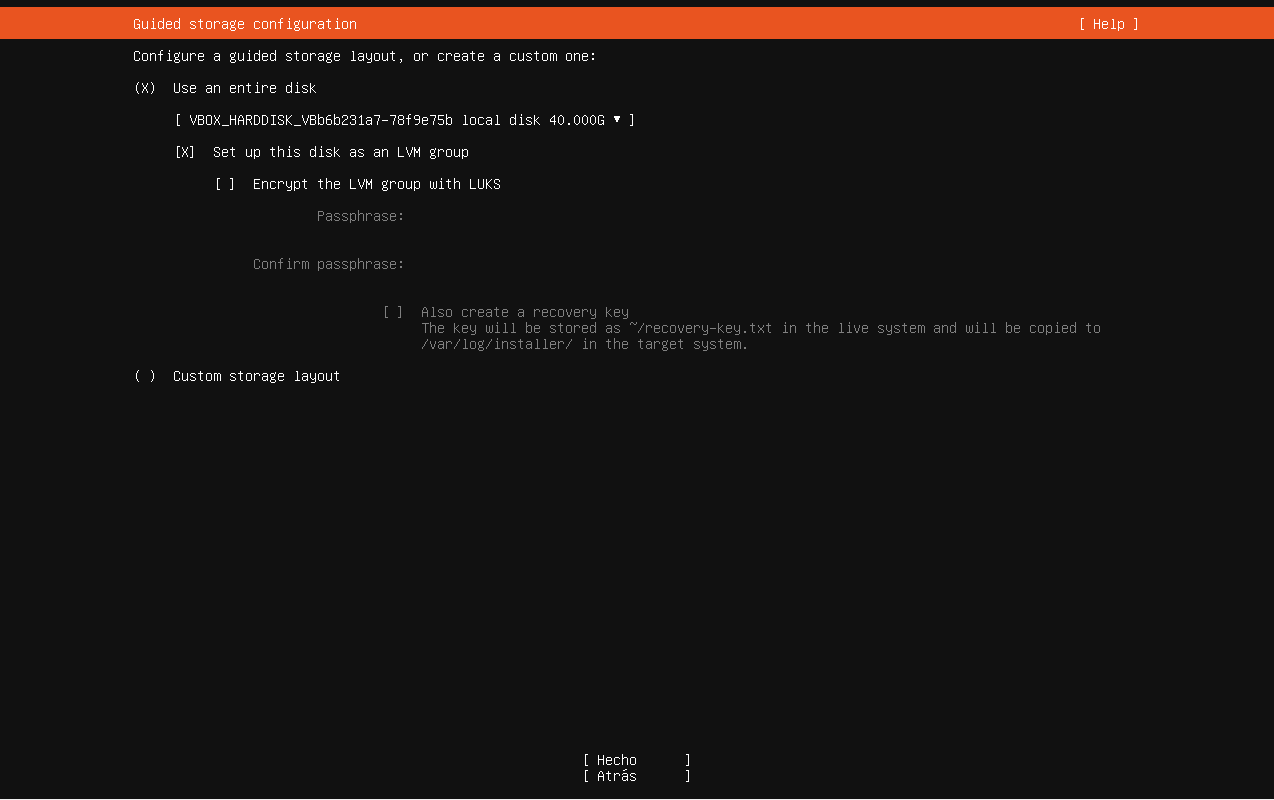 Guided storage configuration [ Help ]
Configure a guided storage layout, or create a custom one:
(X) Use an entire disk
[ VBOX_HARDDISK_VBb6b231a7-78f9e75b local disk 40.000G ▾ ]
[X] Set up this disk as an LVM group
[ ] Encrypt the LVM group with LUKS
Passphrase:
Confirm passphrase:
[ ] Also create a recovery key
The key will be stored as ~/recovery-key.txt in the live system and will be copied to
/var/log/installer/ in the target system.
( ) Custom storage layout
[ Hecho ]
[ Atrás ]